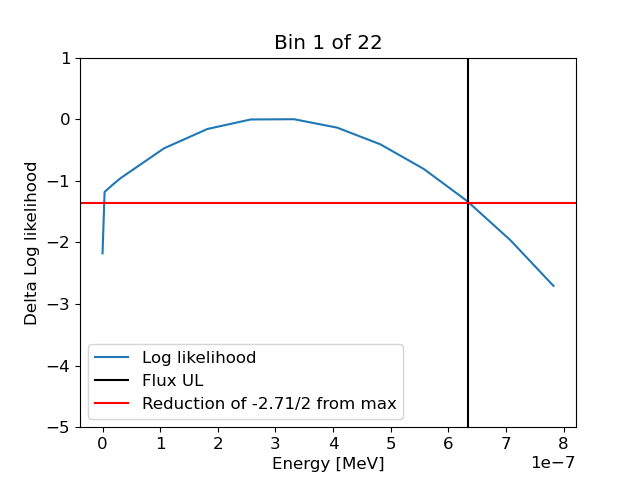 Bin 1 of 22
Delta Log likelihood
1
0
−1
−2
−3
−4
−5
Log likelihood
Flux UL
Reduction of -2.71/2 from max
0 1 2 3 4 5 6 7 8
Energy [MeV]
1e−7